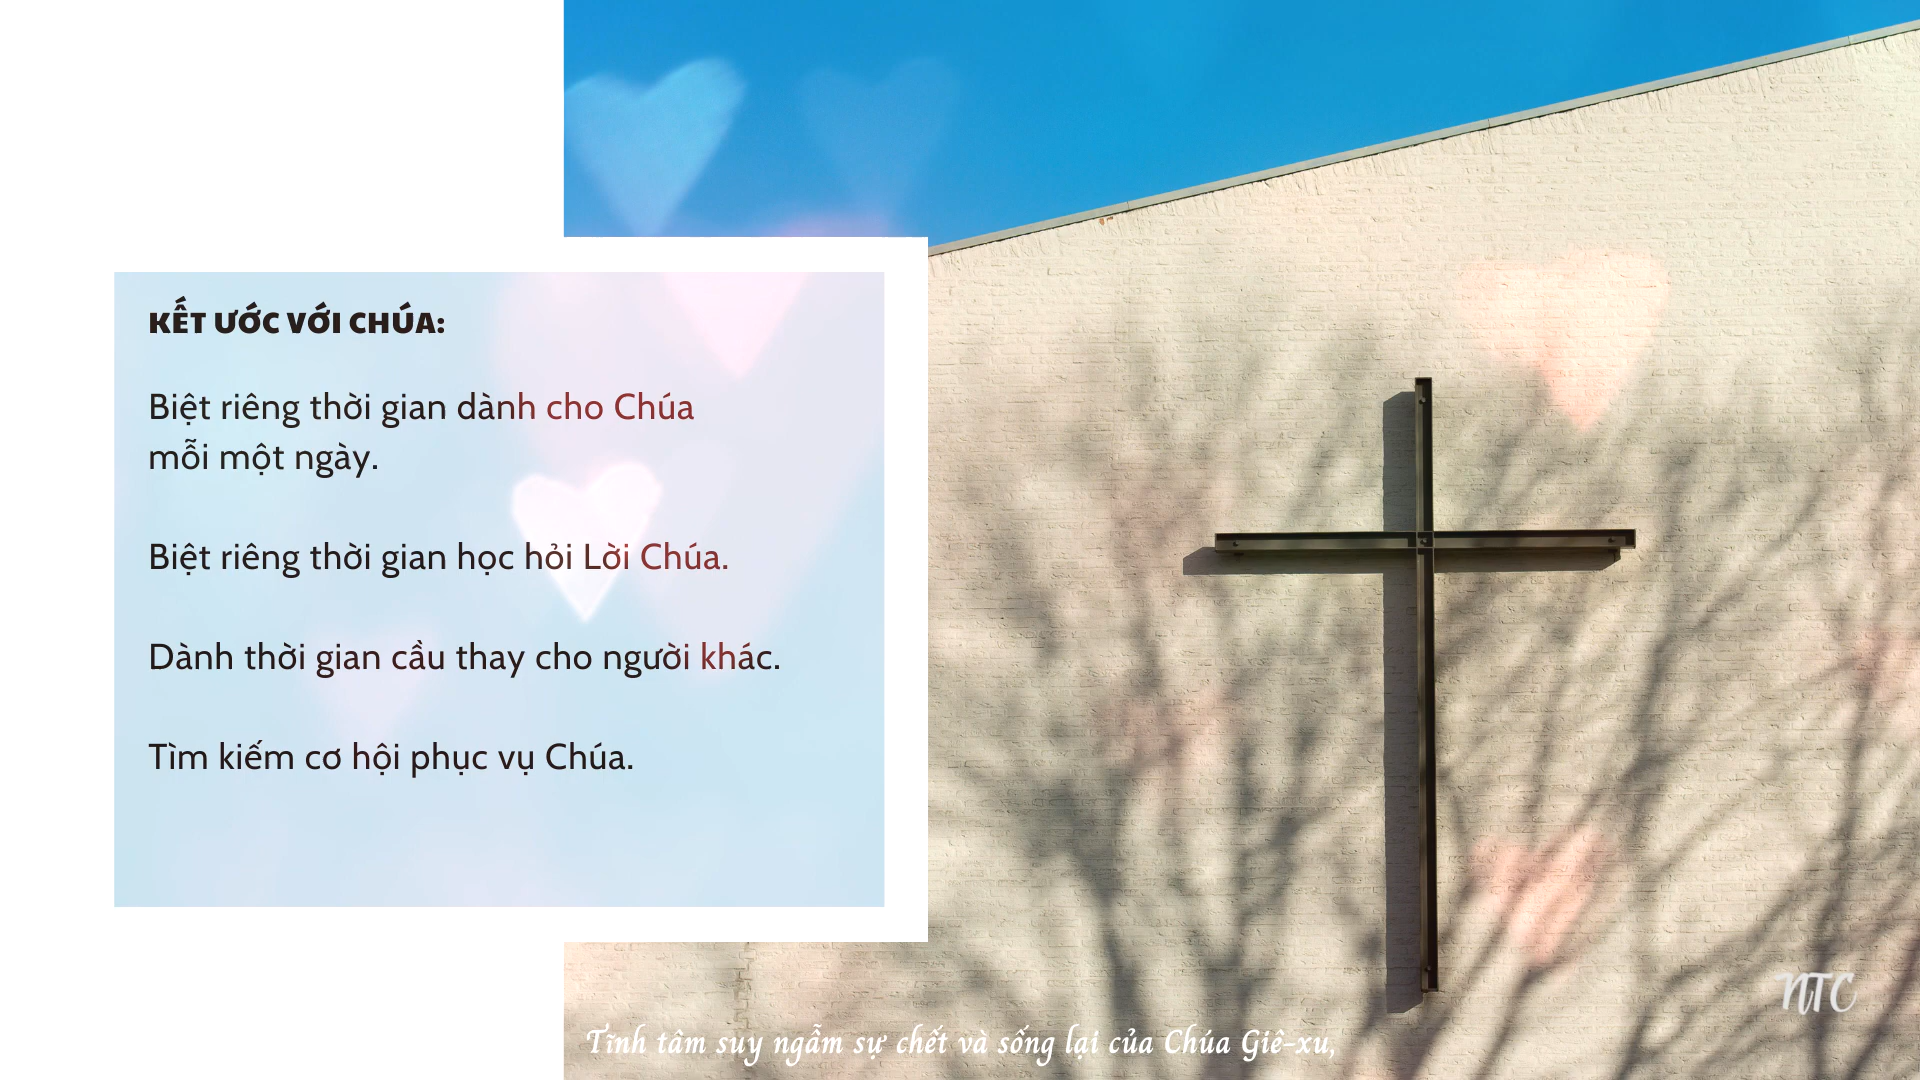 KẾT ƯỚC VỚI CHÚA:
Biệt riêng thời gian dành cho Chúa
mỗi một ngày.
Biệt riêng thời gian học hỏi Lời Chúa.
Dành thời gian cầu thay cho người khác.
Tìm kiếm cơ hội phục vụ Chúa.
NTC
Tĩnh tâm suy ngẫm sự chết và sống lại của Chúa Giê-xu,